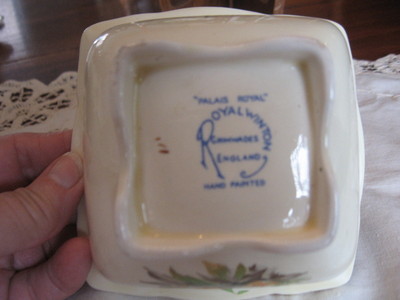 "PALAIS ROYAL"
ROYAL WINTON
GRIMWADES
ENGLAND
HAND PAINTED